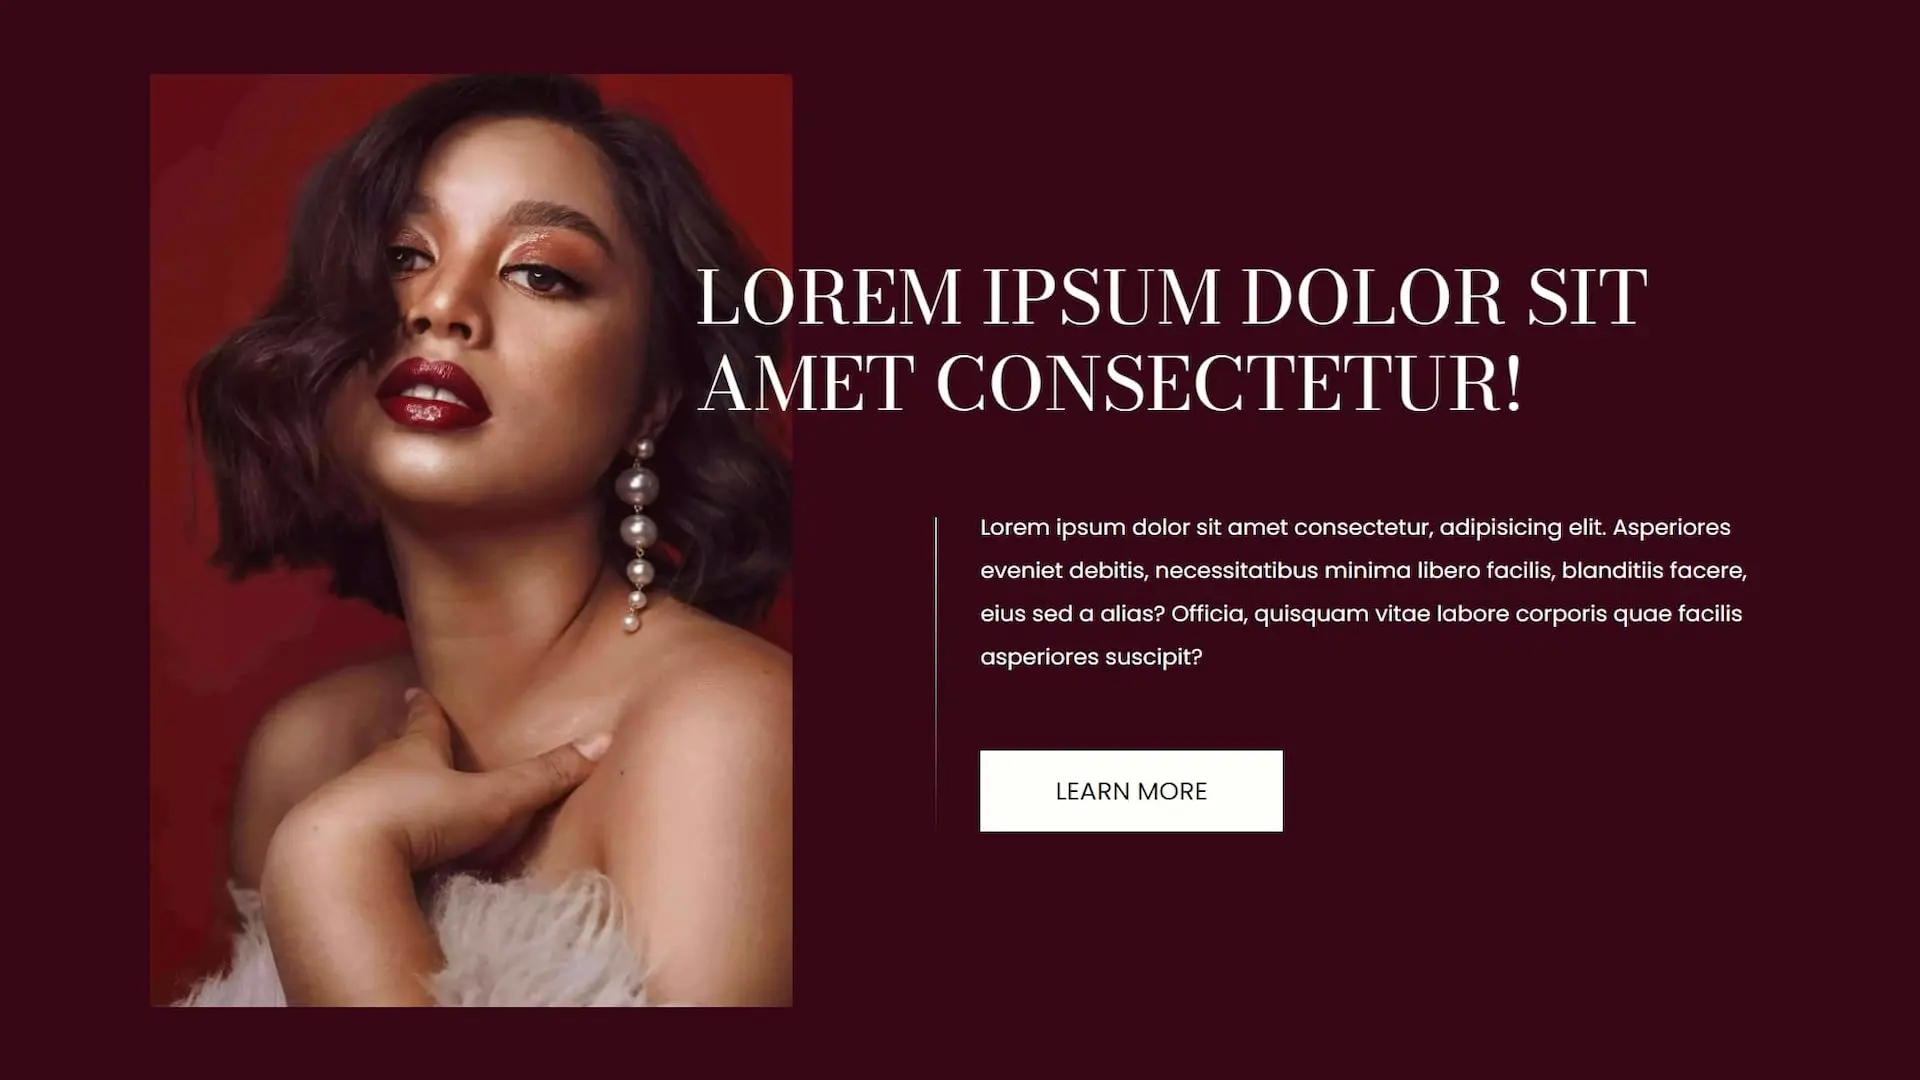 LOREM IPSUM DOLOR SIT
AMET CONSECTETUR!
Lorem ipsum dolor sit amet consectetur, adipisicing elit. Asperiores
eveniet debitis, necessitatibus minima libero facilis, blanditiis facere,
eius sed a alias? Officia, quisquam vitae labore corporis quae facilis
asperiores suscipit?
LEARN MORE